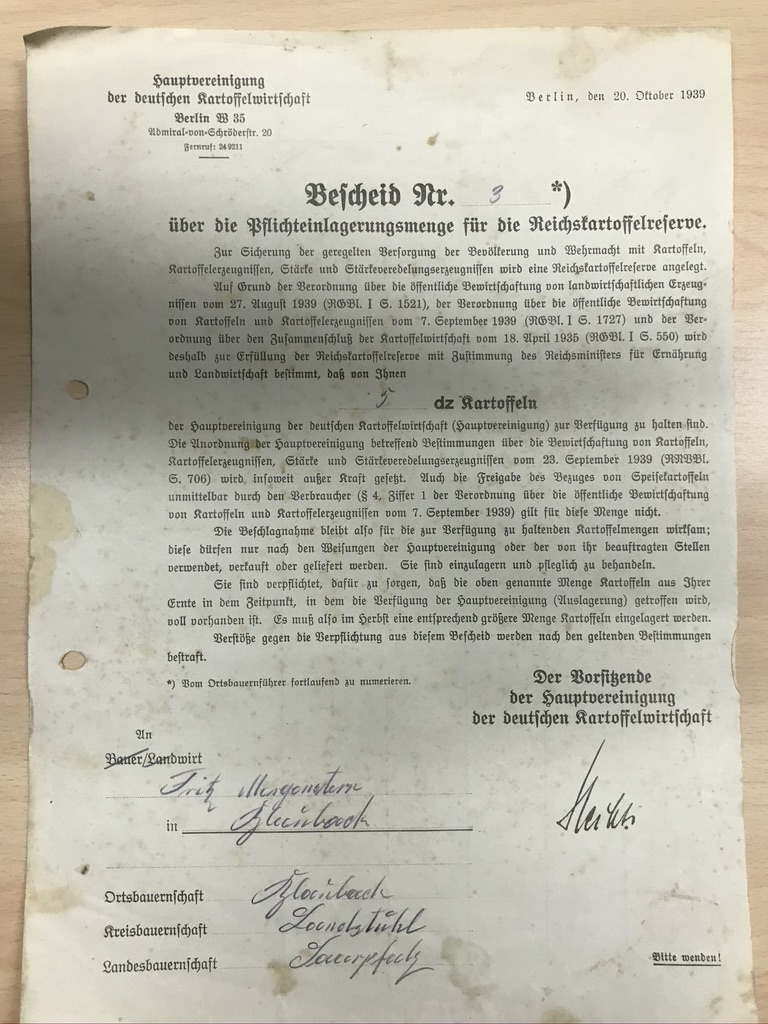 Hauptvereinigung
der deutschen Kartoffelwirtschaft
Berlin W 35
Admiral-von-Schröderstr. 20
Fernruf: 24 9211
Berlin, den 20. Oktober 1939
Bescheid Nr. 3 *)
über die Pflichteinlagerungsmenge für die Reichskartoffelreserve.
Zur Sicherung der geregelten Versorgung der Bevölkerung und Wehrmacht mit Kartoffeln,
Kartoffelerzeugnissen, Stärke und Stärkeveredelungserzeugnissen wird eine Reichskartoffelreserve angelegt.
Auf Grund der Verordnung über die öffentliche Bewirtschaftung von landwirtschaftlichen Erzeug-
nissen vom 27. August 1939 (RGBl. I S. 1521), der Verordnung über die öffentliche Bewirtschaftung
von Kartoffeln und Kartoffelerzeugnissen vom 7. September 1939 (RGBl. I S. 1727) und der Ver-
ordnung über den Zusammenschluß der Kartoffelwirtschaft vom 18. April 1935 (RGBl. I S. 550) wird
deshalb zur Erfüllung der Reichskartoffelreserve mit Zustimmung des Reichsministers für Ernährung
und Landwirtschaft bestimmt, daß von Ihnen
5 dz Kartoffeln
der Hauptvereinigung der deutschen Kartoffelwirtschaft (Hauptvereinigung) zur Verfügung zu halten sind.
Die Anordnung der Hauptvereinigung betreffend Bestimmungen über die Bewirtschaftung von Kartoffeln,
Kartoffelerzeugnissen, Stärke und Stärkeveredelungserzeugnissen vom 23. September 1939 (RNVBl.
S. 706) wird insoweit außer Kraft gesetzt. Auch die Freigabe des Bezuges von Speisekartoffeln
unmittelbar durch den Verbraucher (§ 4, Ziffer 1 der Verordnung über die öffentliche Bewirtschaftung
von Kartoffeln und Kartoffelerzeugnissen vom 7. September 1939) gilt für diese Menge nicht.
Die Beschlagnahme bleibt also für die zur Verfügung zu haltenden Kartoffelmengen wirksam;
diese dürfen nur nach den Weisungen der Hauptvereinigung oder der von ihr beauftragten Stellen
verwendet, verkauft oder geliefert werden. Sie sind einzulagern und pfleglich zu behandeln.
Sie sind verpflichtet, dafür zu sorgen, daß die oben genannte Menge Kartoffeln aus Ihrer
Ernte in dem Zeitpunkt, in dem die Verfügung der Hauptvereinigung (Auslagerung) getroffen wird,
voll vorhanden ist. Es muß also im Herbst eine entsprechend größere Menge Kartoffeln eingelagert werden.
Verstöße gegen die Verpflichtung aus diesem Bescheid werden nach den geltenden Bestimmungen
bestraft.
*) Vom Ortsbauernführer fortlaufend zu numerieren.
Der Vorsitzende
der Hauptvereinigung
der deutschen Kartoffelwirtschaft
An
Bauer/Landwirt
Fritz Morgenstern
in Glanbach
Ortsbauernschaft Glanbach
Kreisbauernschaft Landstuhl
Landesbauernschaft Saarpfalz
Bitte wenden!